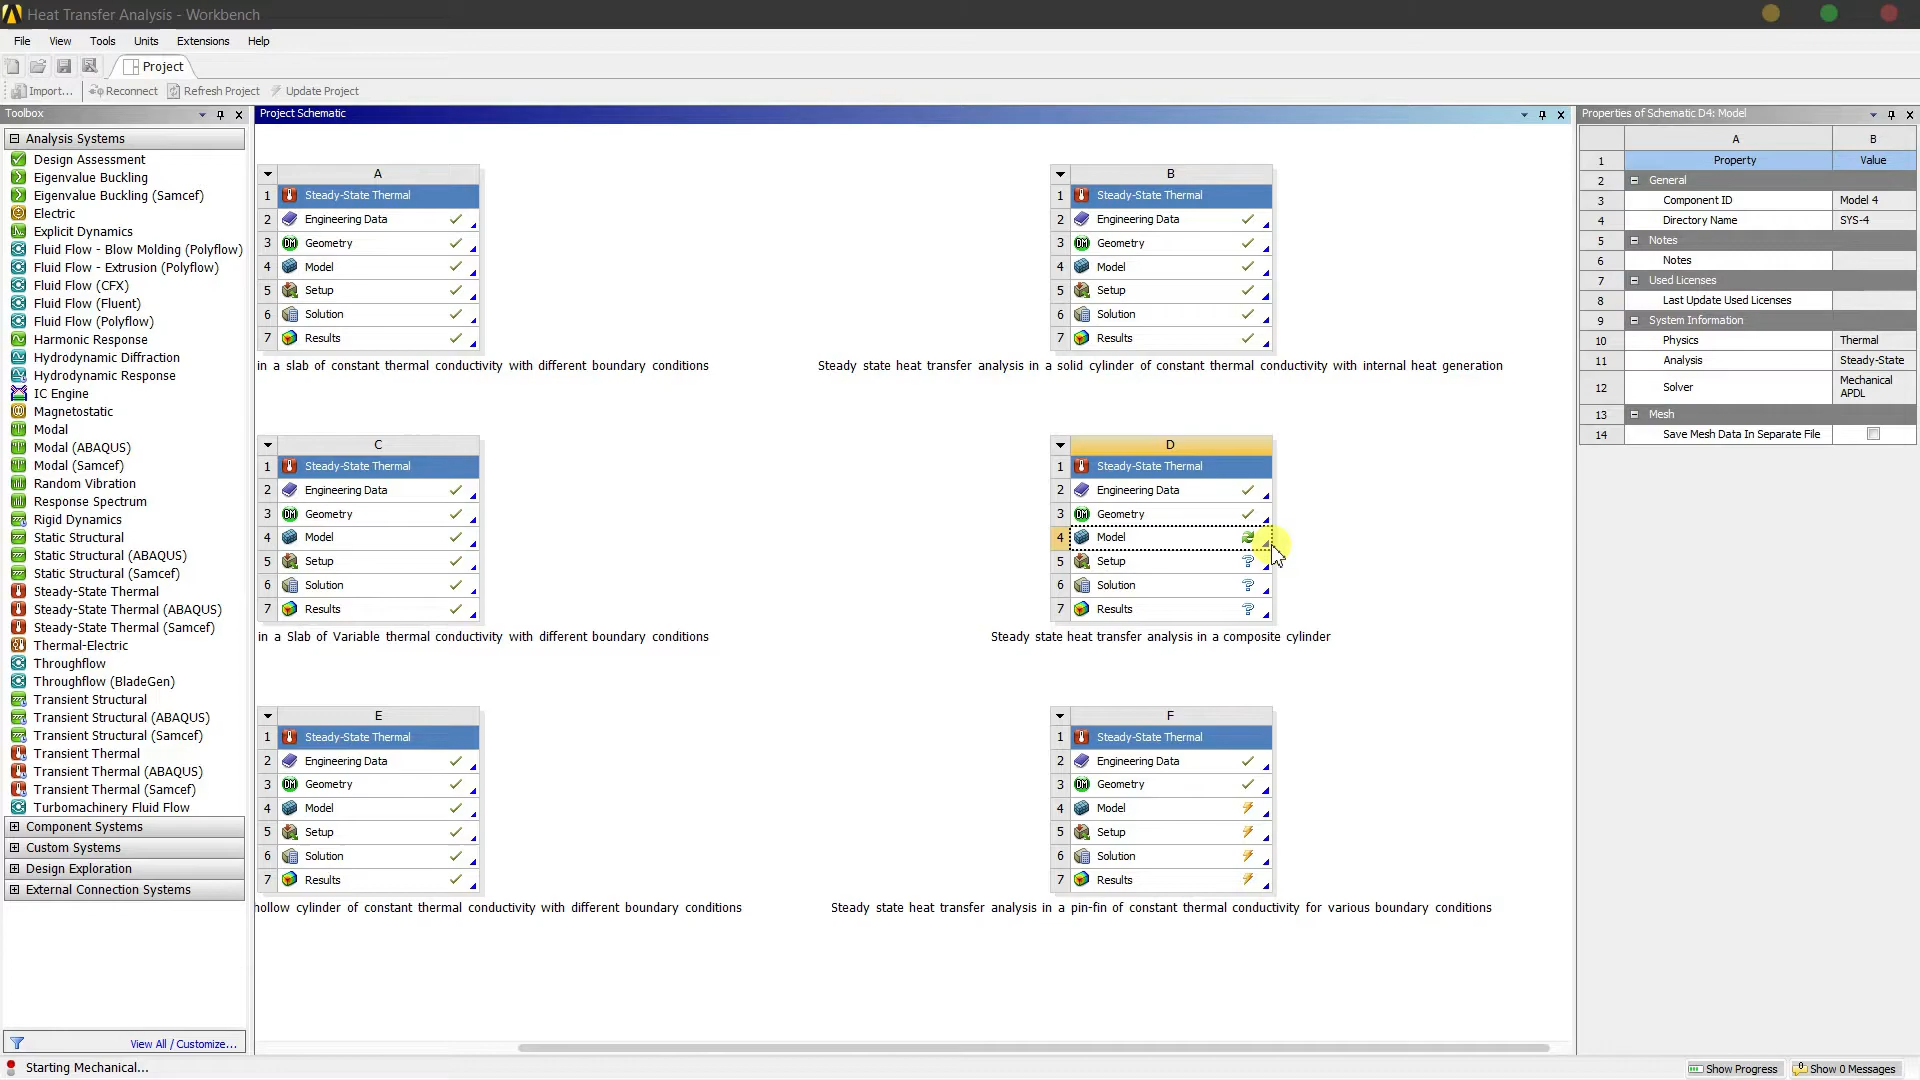 Heat Transfer Analysis - Workbench
File View Tools Units Extensions Help
Project
Import... Reconnect Refresh Project Update Project
Toolbox
Analysis Systems
Design Assessment
Eigenvalue Buckling
Eigenvalue Buckling (Samcef)
Electric
Explicit Dynamics
Fluid Flow - Blow Molding (Polyflow)
Fluid Flow - Extrusion (Polyflow)
Fluid Flow (CFX)
Fluid Flow (Fluent)
Fluid Flow (Polyflow)
Harmonic Response
Hydrodynamic Diffraction
Hydrodynamic Response
IC Engine
Magnetostatic
Modal
Modal (ABAQUS)
Modal (Samcef)
Random Vibration
Response Spectrum
Rigid Dynamics
Static Structural
Static Structural (ABAQUS)
Static Structural (Samcef)
Steady-State Thermal
Steady-State Thermal (ABAQUS)
Steady-State Thermal (Samcef)
Thermal-Electric
Throughflow
Throughflow (BladeGen)
Transient Structural
Transient Structural (ABAQUS)
Transient Structural (Samcef)
Transient Thermal
Transient Thermal (ABAQUS)
Transient Thermal (Samcef)
Turbomachinery Fluid Flow
Component Systems
Custom Systems
Design Exploration
External Connection Systems
View All / Customize...
Project Schematic
A
1 Steady-State Thermal
2 Engineering Data
3 DM Geometry
4 Model
5 Setup
6 Solution
7 Results
in a slab of constant thermal conductivity with different boundary conditions
B
1 Steady-State Thermal
2 Engineering Data
3 DM Geometry
4 Model
5 Setup
6 Solution
7 Results
Steady state heat transfer analysis in a solid cylinder of constant thermal conductivity with internal heat generation
C
1 Steady-State Thermal
2 Engineering Data
3 DM Geometry
4 Model
5 Setup
6 Solution
7 Results
in a Slab of Variable thermal conductivity with different boundary conditions
D
1 Steady-State Thermal
2 Engineering Data
3 DM Geometry
4 Model
5 Setup ?
6 Solution ?
7 Results ?
Steady state heat transfer analysis in a composite cylinder
E
1 Steady-State Thermal
2 Engineering Data
3 DM Geometry
4 Model
5 Setup
6 Solution
7 Results
hollow cylinder of constant thermal conductivity with different boundary conditions
F
1 Steady-State Thermal
2 Engineering Data
3 DM Geometry
4 Model
5 Setup
6 Solution
7 Results
Steady state heat transfer analysis in a pin-fin of constant thermal conductivity for various boundary conditions
Properties of Schematic D4: Model
A B
1 Property Value
2 General
3 Component ID Model 4
4 Directory Name SYS-4
5 Notes
6 Notes
7 Used Licenses
8 Last Update Used Licenses
9 System Information
10 Physics Thermal
11 Analysis Steady-State
12 Solver Mechanical APDL
13 Mesh
14 Save Mesh Data In Separate File
Starting Mechanical...
Show Progress Show 0 Messages